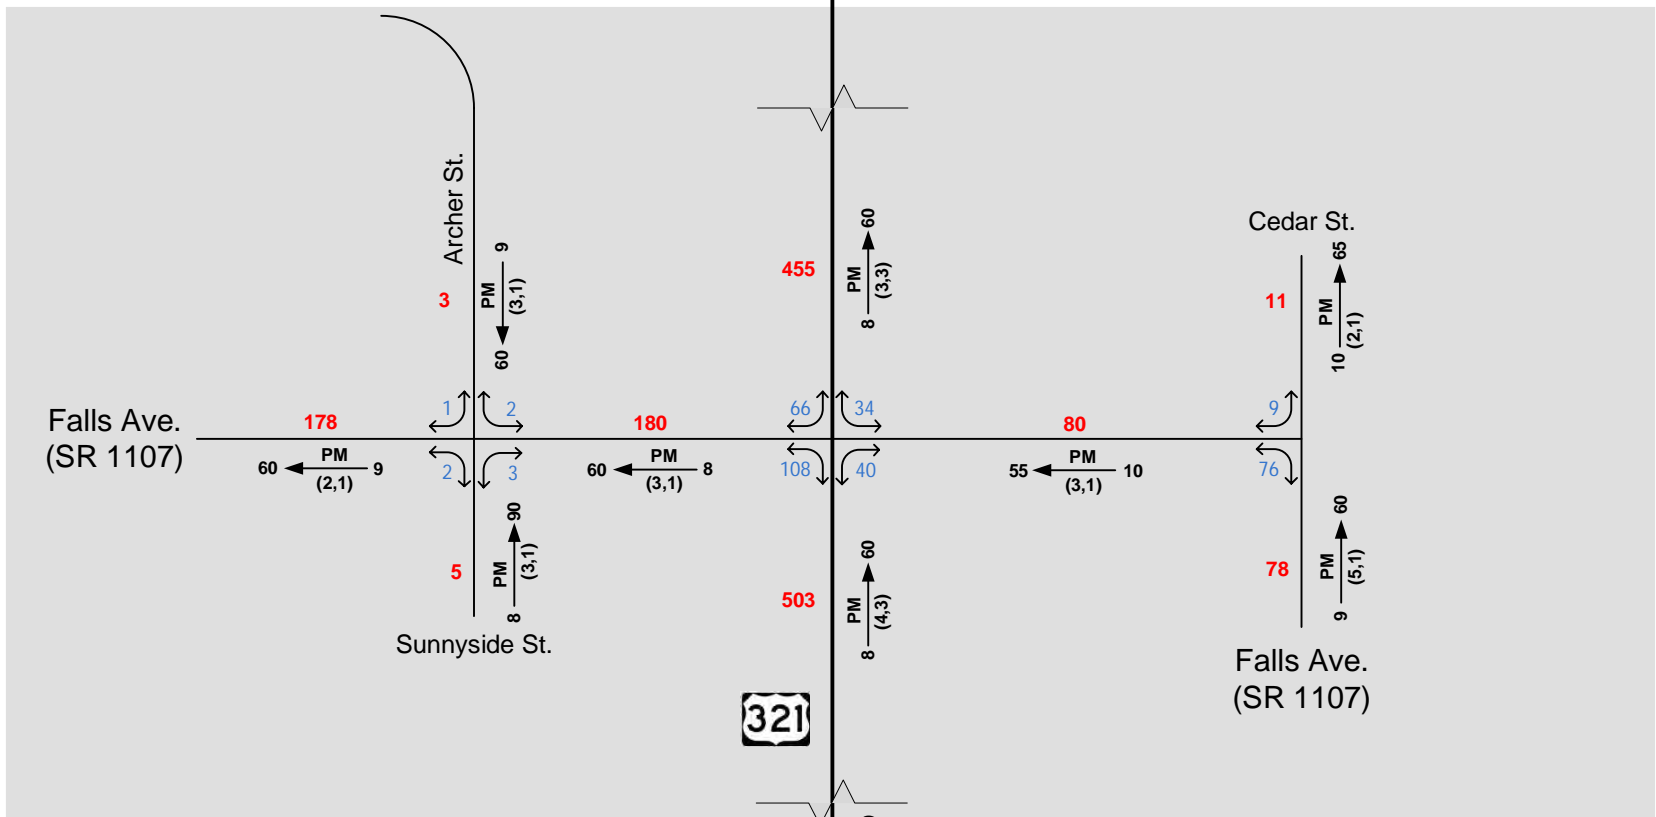 Archer St.
9
PM
(3,1)
60
3
455
60
PM
(3,3)
8
Cedar St.
65
PM
(2,1)
10
11
Falls Ave.
(SR 1107)
178
1
2
180
66
34
80
9
60
PM
9
(2,1)
2
3
60
PM
8
(3,1)
108
40
55
PM
10
(3,1)
76
5
90
PM
(3,1)
8
Sunnyside St.
503
60
PM
(4,3)
8
78
60
PM
(5,1)
9
Falls Ave.
(SR 1107)
321